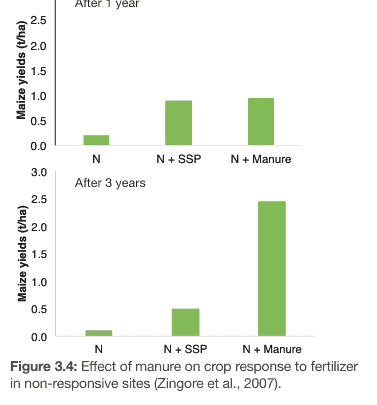 After 1 year
Maize yields (t/ha)
2.5
2.0
1.5
1.0
0.5
0.0
N
N + SSP
N + Manure
After 3 years
Maize yields (t/ha)
3.0
2.5
2.0
1.5
1.0
0.5
0.0
N
N + SSP
N + Manure
Figure 3.4: Effect of manure on crop response to fertilizer
in non-responsive sites (Zingore et al., 2007).